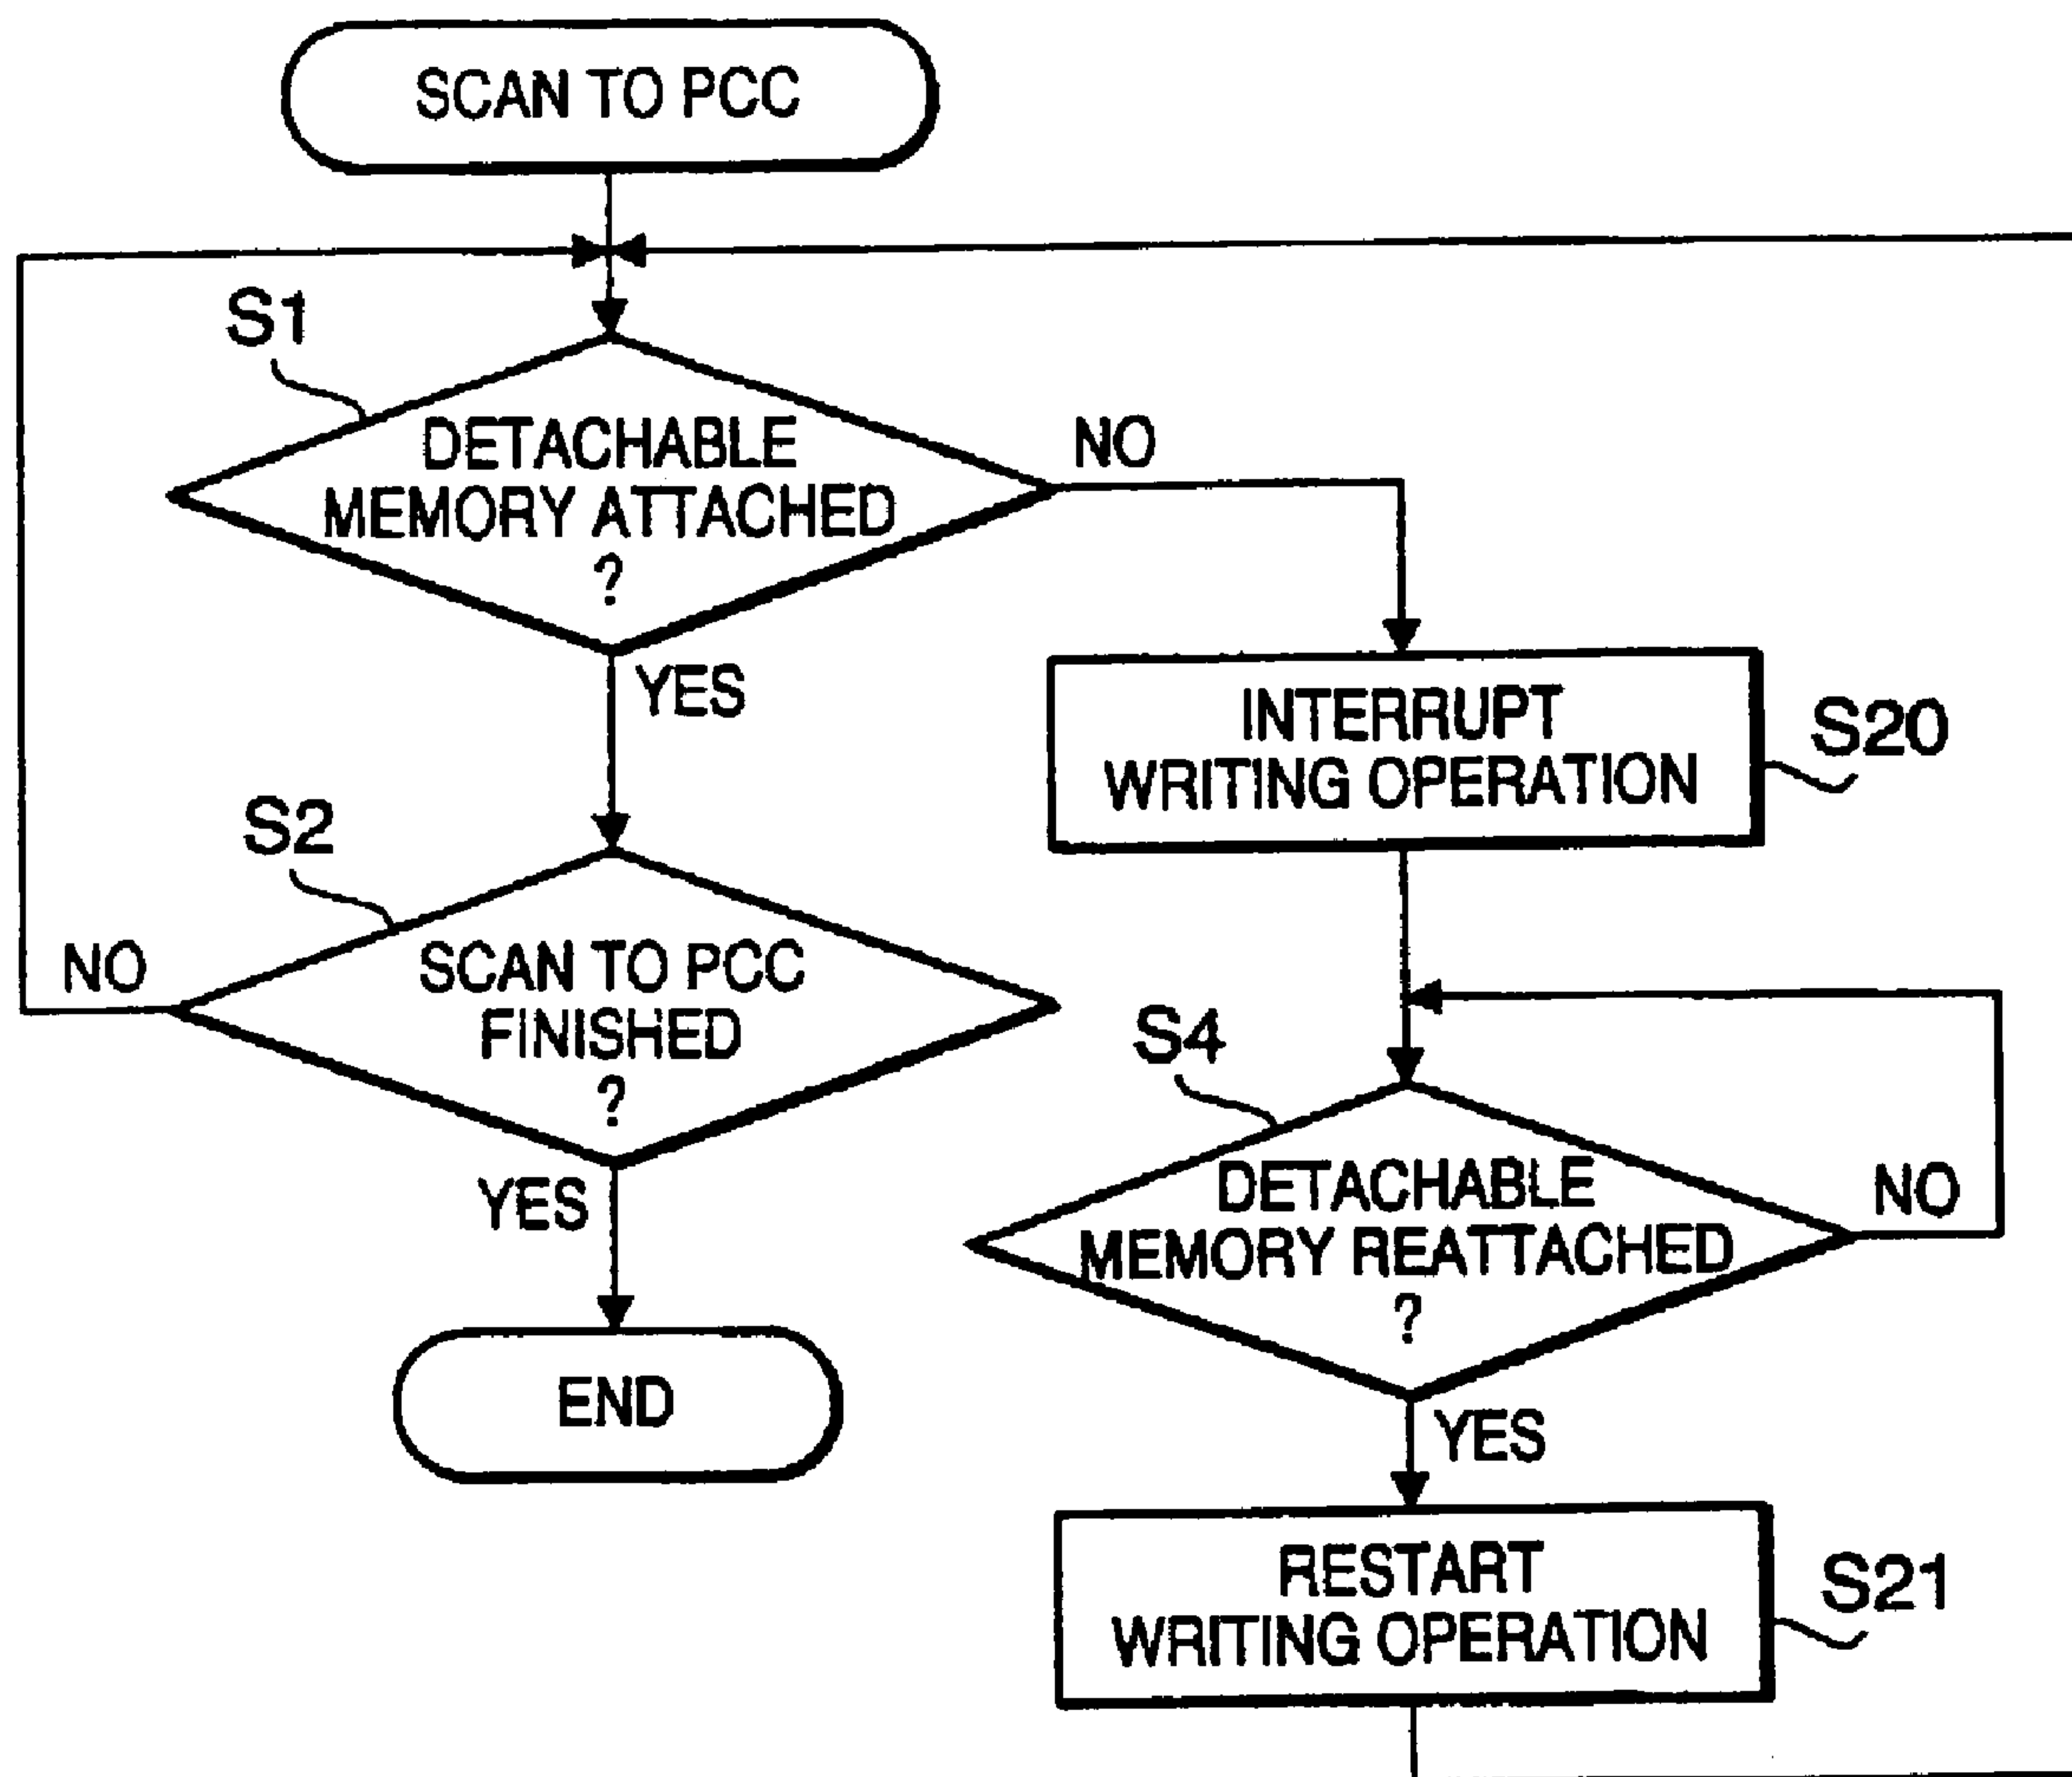 SCAN TO PCC
S1
DETACHABLE
MEMORY ATTACHED
?
NO
YES
INTERRUPT
WRITING OPERATION
S20
S2
SCAN TO PCC
FINISHED
?
NO
YES
S4
DETACHABLE
MEMORY REATTACHED
?
NO
YES
END
RESTART
WRITING OPERATION
S21